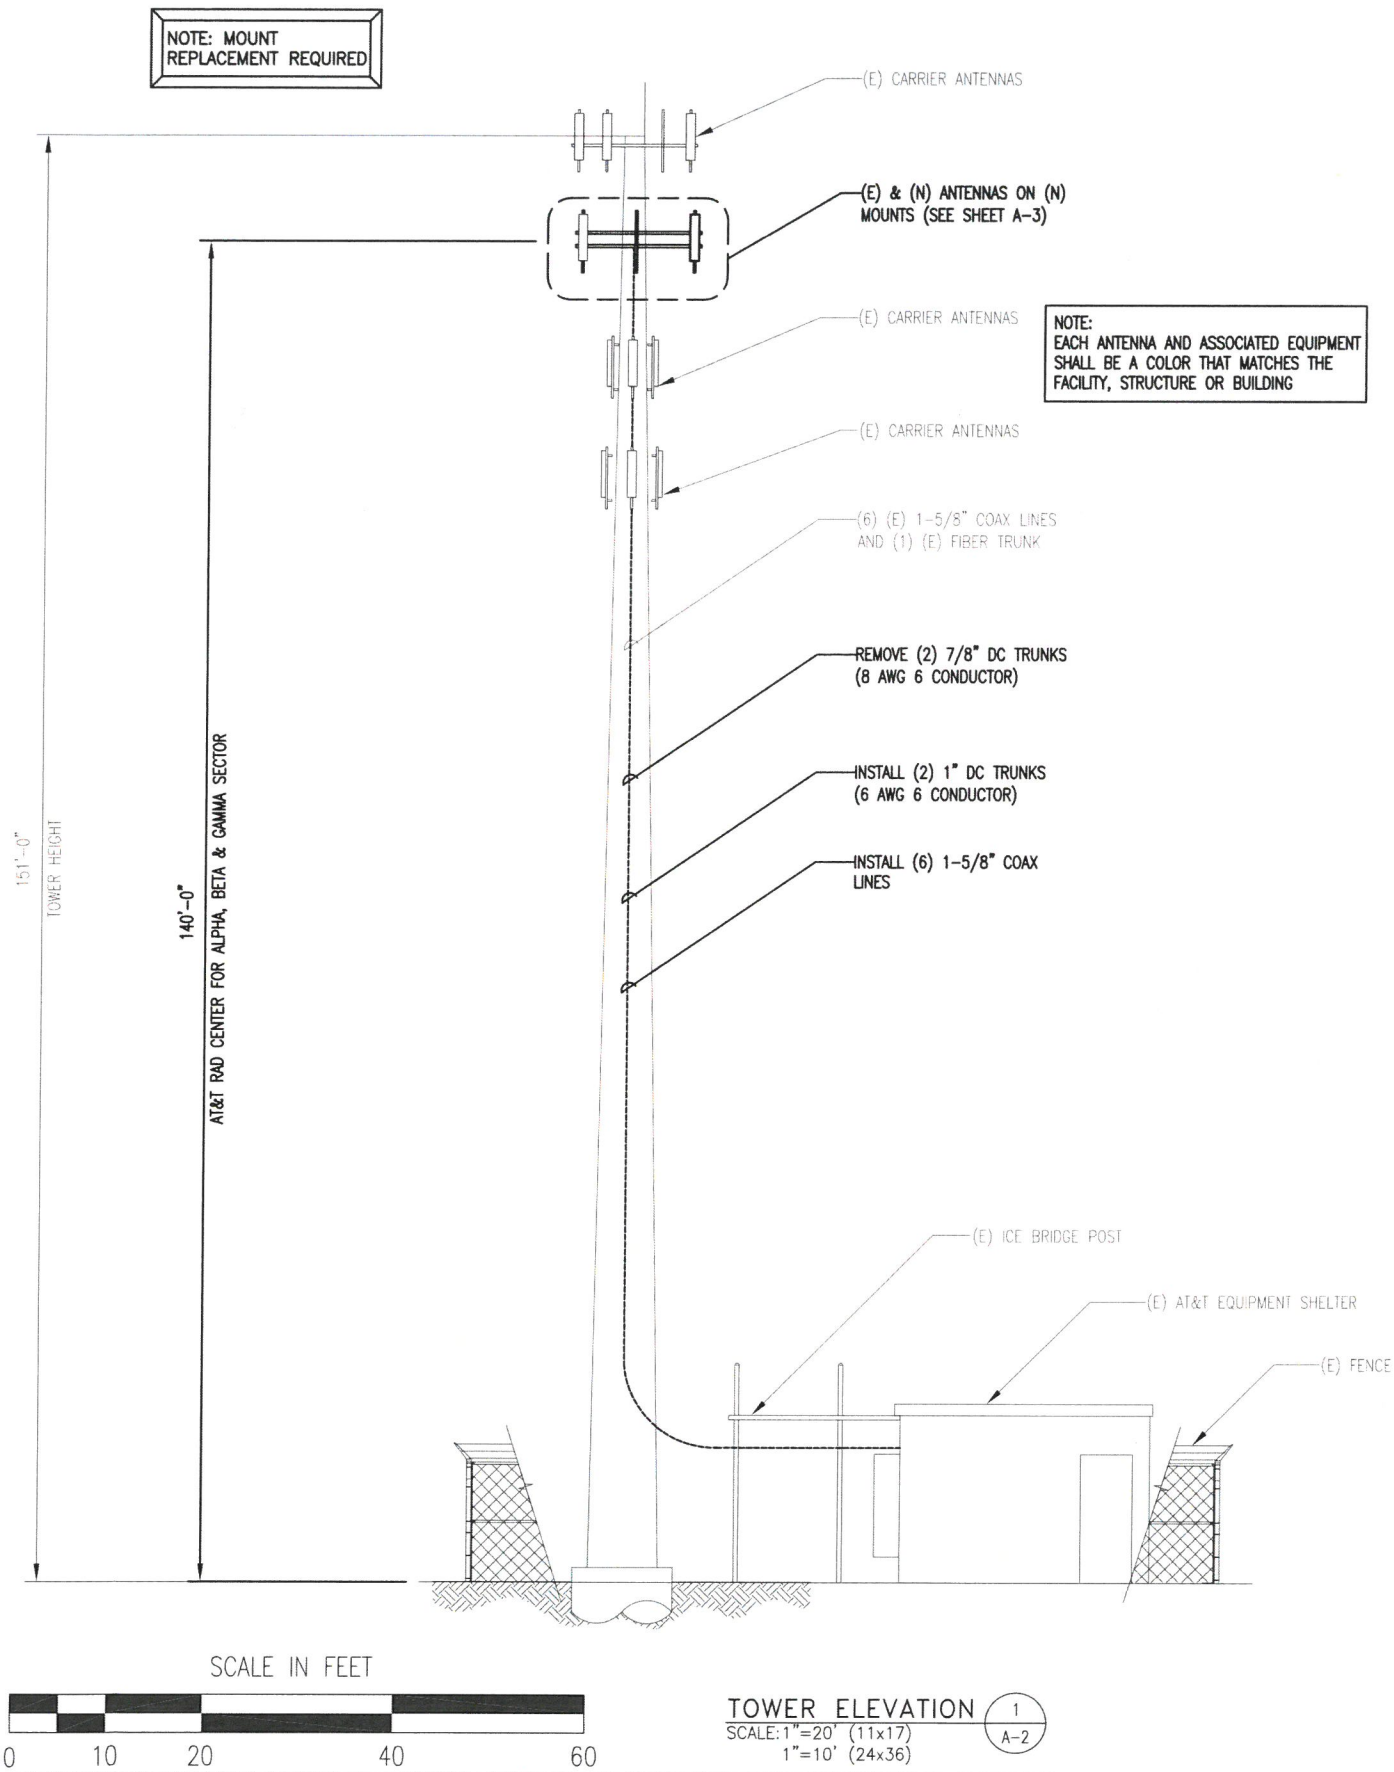 NOTE: MOUNT
REPLACEMENT REQUIRED
(E) CARRIER ANTENNAS
(E) & (N) ANTENNAS ON (N)
MOUNTS (SEE SHEET A-3)
(E) CARRIER ANTENNAS
NOTE:
EACH ANTENNA AND ASSOCIATED EQUIPMENT
SHALL BE A COLOR THAT MATCHES THE
FACILITY, STRUCTURE OR BUILDING
(E) CARRIER ANTENNAS
(6) (E) 1-5/8" COAX LINES
AND (1) (E) FIBER TRUNK
REMOVE (2) 7/8" DC TRUNKS
(8 AWG 6 CONDUCTOR)
INSTALL (2) 1" DC TRUNKS
(6 AWG 6 CONDUCTOR)
INSTALL (6) 1-5/8" COAX
LINES
151'-0"
TOWER HEIGHT
140'-0"
AT&T RAD CENTER FOR ALPHA, BETA & GAMMA SECTOR
(E) ICE BRIDGE POST
(E) AT&T EQUIPMENT SHELTER
(E) FENCE
SCALE IN FEET
0 10 20 40 60
TOWER ELEVATION
SCALE: 1"=20' (11x17)
1"=10' (24x36)
1
A-2